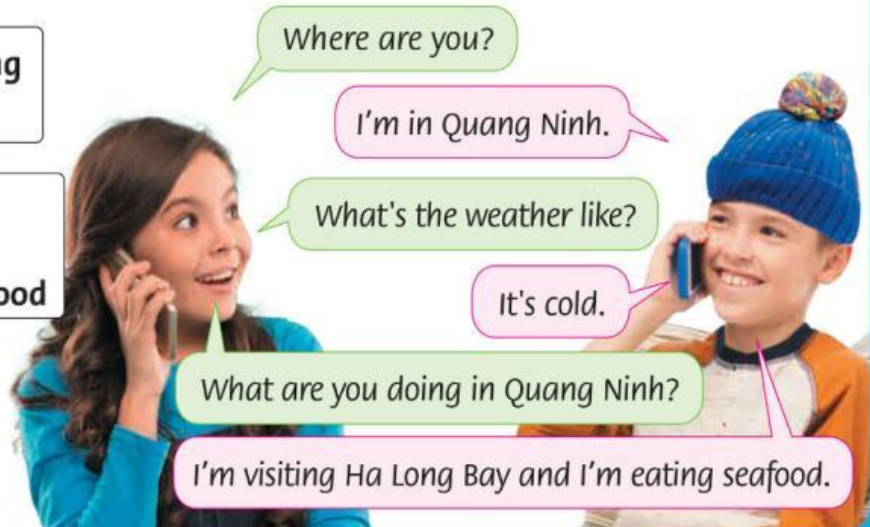 Where are you?
I'm in Quang Ninh.
What's the weather like?
It's cold.
What are you doing in Quang Ninh?
I'm visiting Ha Long Bay and I'm eating seafood.